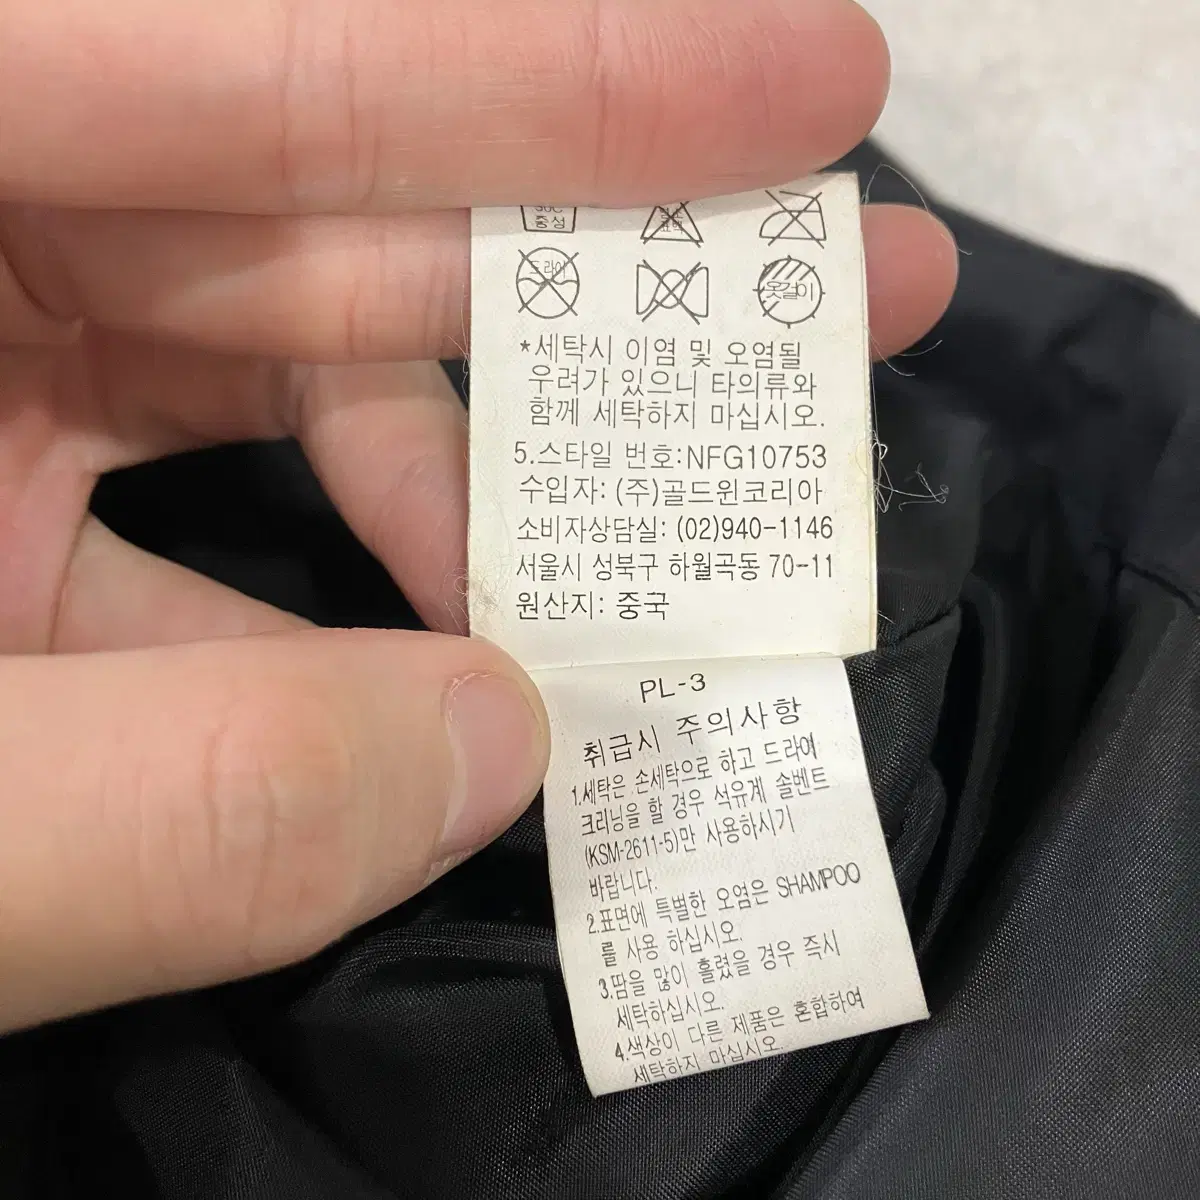 30C
중성
표백
드라이
옷걸이
*세탁시 이염 및 오염될
우려가 있으니 타의류와
함께 세탁하지 마십시오.
5.스타일 번호:NFG10753
수입자: (주)골드윈코리아
소비자상담실: (02)940-1146
서울시 성북구 하월곡동 70-11
원산지: 중국
PL-3
취급시 주의사항
1.세탁은 손세탁으로 하고 드라여
크리닝을 할 경우 석유계 솔벤트
(KSM-2611-5)만 사용하시기
바랍니다.
2.표면에 특별한 오염은 SHAMPOO
를 사용 하십시오.
3.땀을 많이 흘렸을 경우 즉시
세탁하십시오.
4.색상이 다른 제품은 혼합하여
세탁하지 마십시오.